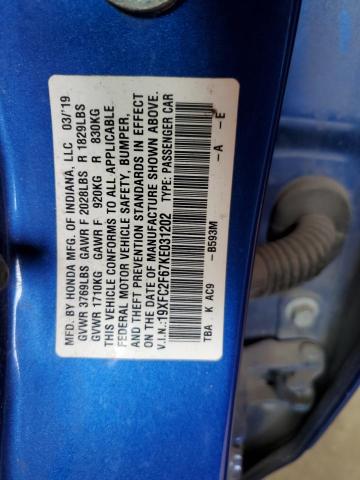 MFD. BY HONDA MFG. OF INDIANA, LLC 03/'19
GVWR 3769LBS GAWR F 2028LBS R 1829LBS
GVWR 1710KG GAWR F 920KG R 830KG
THIS VEHICLE CONFORMS TO ALL APPLICABLE
FEDERAL MOTOR VEHICLE SAFETY, BUMPER,
AND THEFT PREVENTION STANDARDS IN EFFECT
ON THE DATE OF MANUFACTURE SHOWN ABOVE.
V.I.N.:19XFC2F67KE031202 TYPE: PASSENGER CAR
-B593M -A -E
TBA K AC9